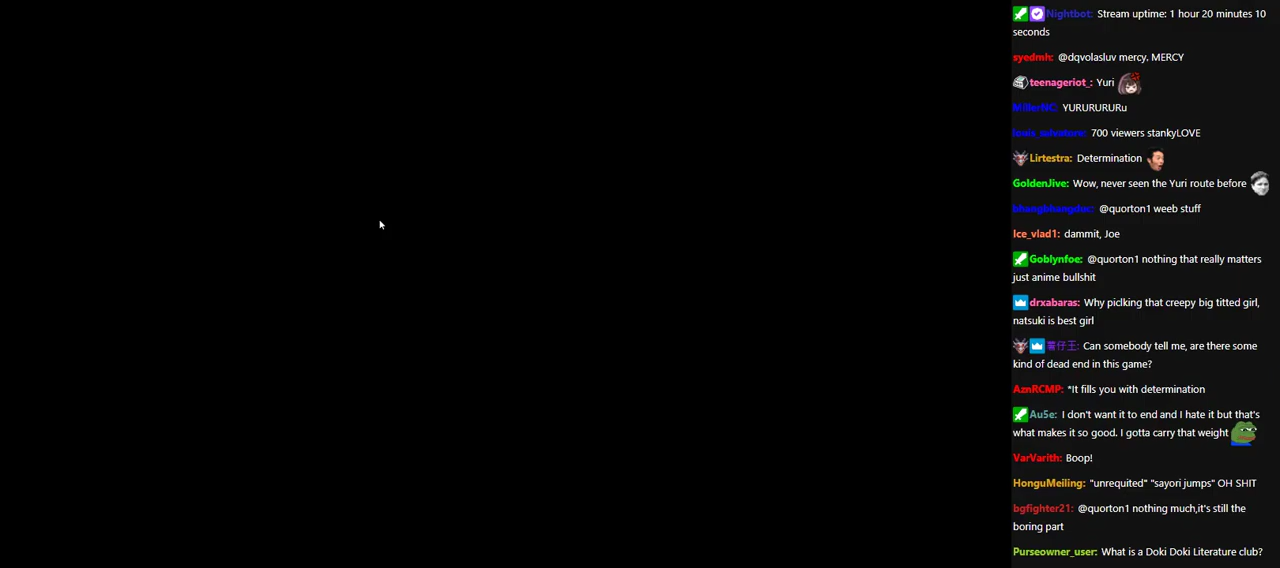 Nightbot: Stream uptime: 1 hour 20 minutes 10
seconds
syedmh: @dqvolasluv mercy. MERCY
teenageriot_: Yuri
MillerNC: YURURURURu
700 viewers stankyLOVE
Lirtestra: Determination
GoldenJive: Wow, never seen the Yuri route before
@quorton1 weeb stuff
Ice_vlad1: dammit, Joe
Goblynfoe: @quorton1 nothing that really matters
just anime bullshit
drxabaras: Why piclking that creepy big titted girl,
natsuki is best girl
Can somebody tell me, are there some
kind of dead end in this game?
AznRCMP: *It fills you with determination
Au5e: I don't want it to end and I hate it but that's
what makes it so good. I gotta carry that weight
VarVarith: Boop!
HonguMeiling: "unrequited" "sayori jumps" OH SHIT
bgfighter21: @quorton1 nothing much,it's still the
boring part
Purseowner_user: What is a Doki Doki Literature club?